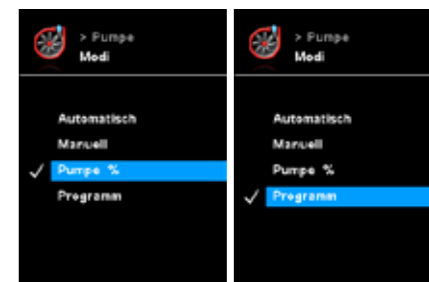 > Pumpe
Modi
Automatisch
Manuell
Pumpe %
Programm
> Pumpe
Modi
Automatisch
Manuell
Pumpe %
Programm